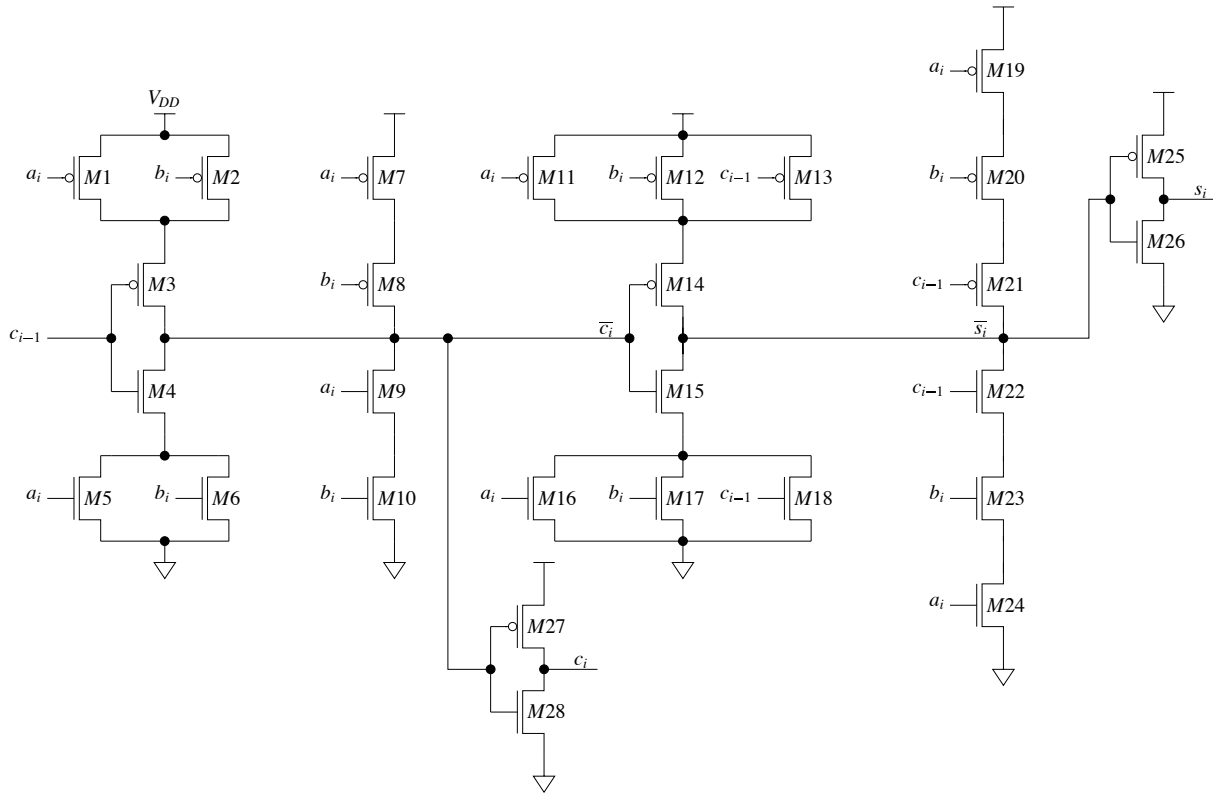 a_i M19
V_DD
a_i M1 b_i M2 a_i M7 a_i M11 b_i M12 c_{i−1} M13 b_i M20 M25 s_i
M26
M3 b_i M8 M14 c_{i−1} M21
c_{i−1} \overline{c_i} \overline{s_i}
M4 a_i M9 M15 c_{i−1} M22
a_i M5 b_i M6 b_i M10 a_i M16 b_i M17 c_{i−1} M18 b_i M23
M27 a_i M24
c_i
M28